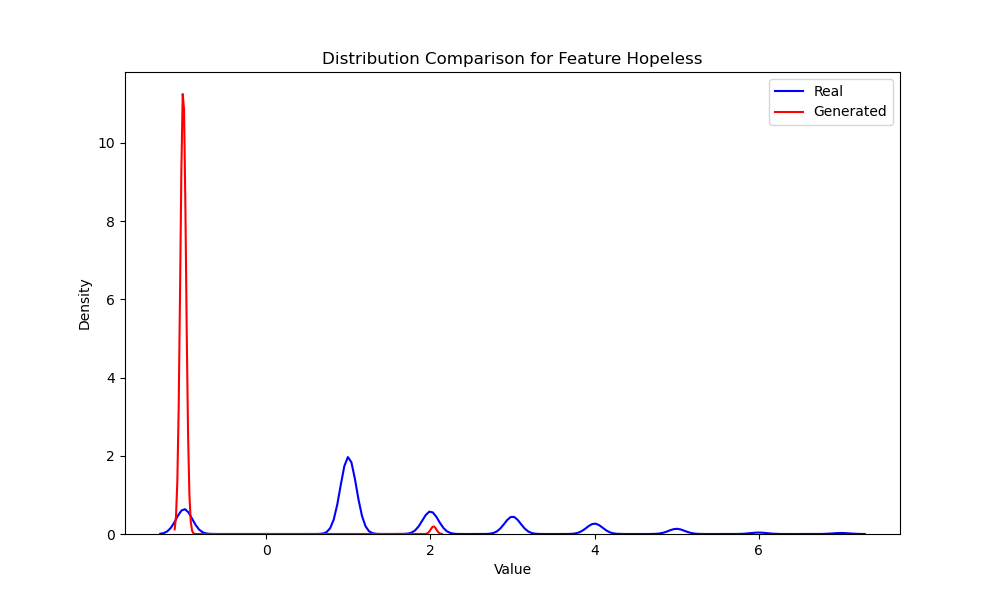 Distribution Comparison for Feature Hopeless
Real
Generated
10
8
6
4
2
0
Density
0
2
4
6
Value